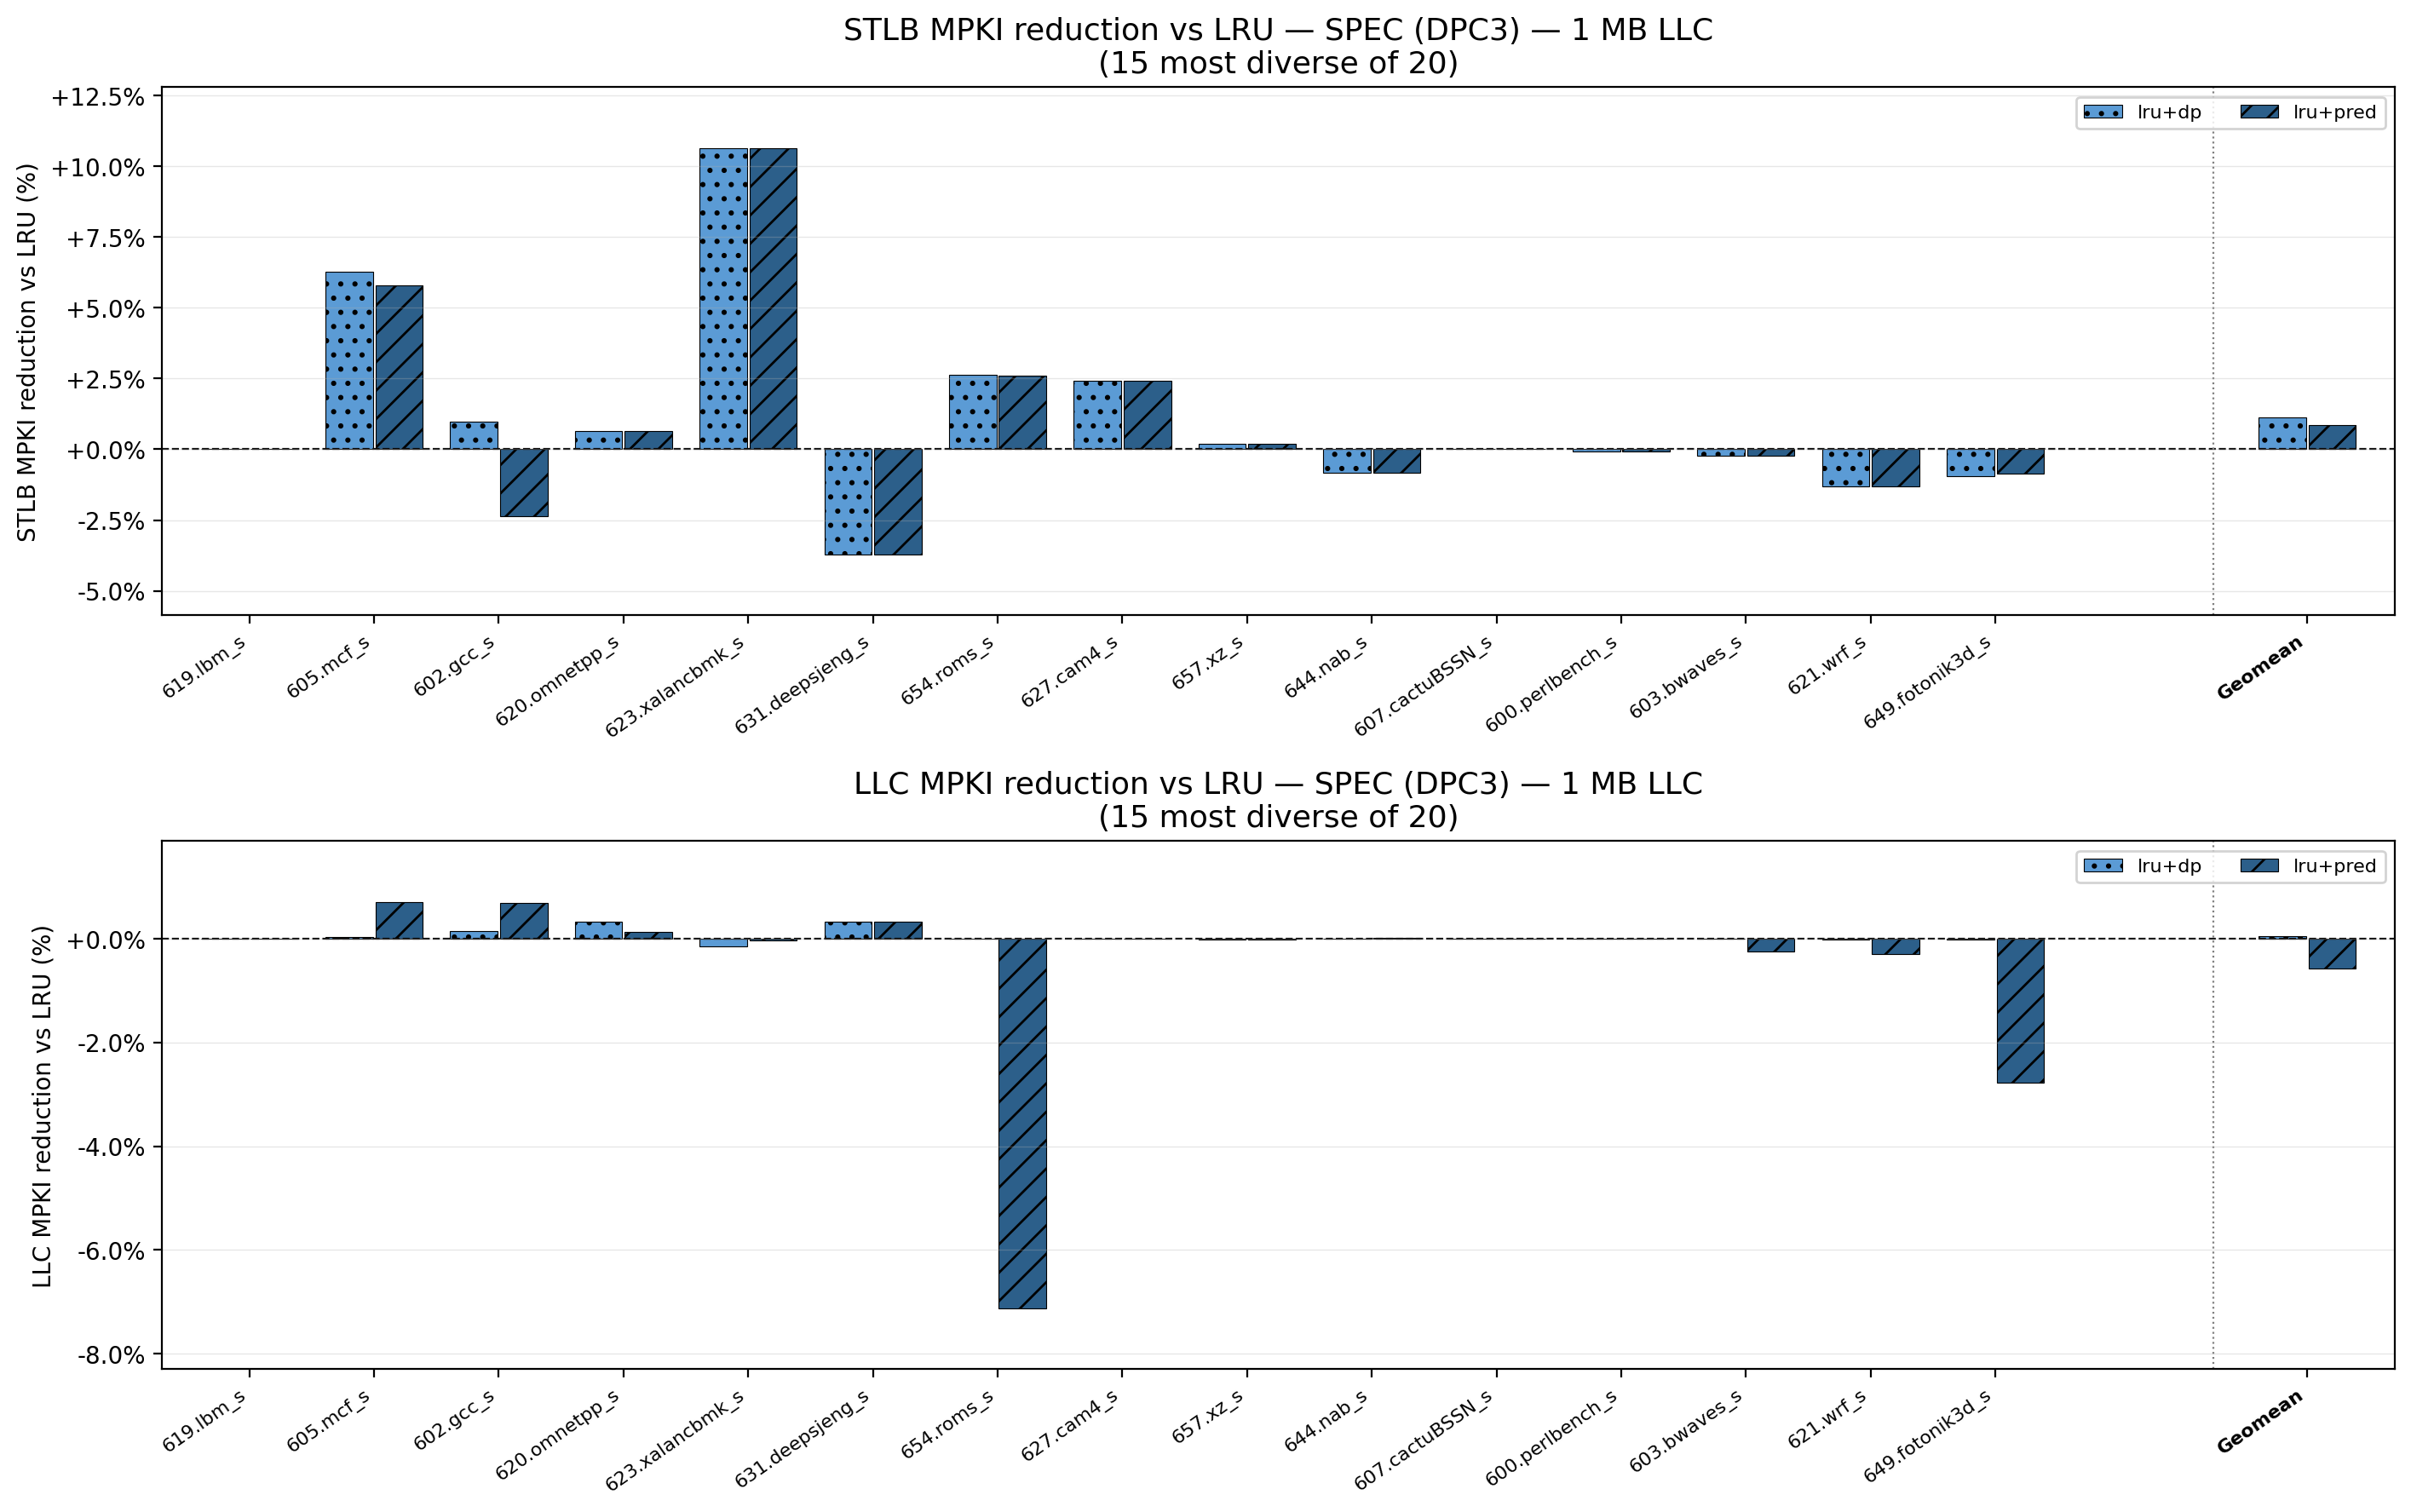 STLB MPKI reduction vs LRU — SPEC (DPC3) — 1 MB LLC
(15 most diverse of 20)
STLB MPKI reduction vs LRU (%)
+12.5%
+10.0%
+7.5%
+5.0%
+2.5%
+0.0%
-2.5%
-5.0%
lru+dp
lru+pred
619.lbm_s
605.mcf_s
602.gcc_s
620.omnetpp_s
623.xalancbmk_s
631.deepsjeng_s
654.roms_s
627.cam4_s
657.xz_s
644.nab_s
607.cactuBSSN_s
600.perlbench_s
603.bwaves_s
621.wrf_s
649.fotonik3d_s
Geomean
LLC MPKI reduction vs LRU — SPEC (DPC3) — 1 MB LLC
(15 most diverse of 20)
LLC MPKI reduction vs LRU (%)
+0.0%
-2.0%
-4.0%
-6.0%
-8.0%
lru+dp
lru+pred
619.lbm_s
605.mcf_s
602.gcc_s
620.omnetpp_s
623.xalancbmk_s
631.deepsjeng_s
654.roms_s
627.cam4_s
657.xz_s
644.nab_s
607.cactuBSSN_s
600.perlbench_s
603.bwaves_s
621.wrf_s
649.fotonik3d_s
Geomean